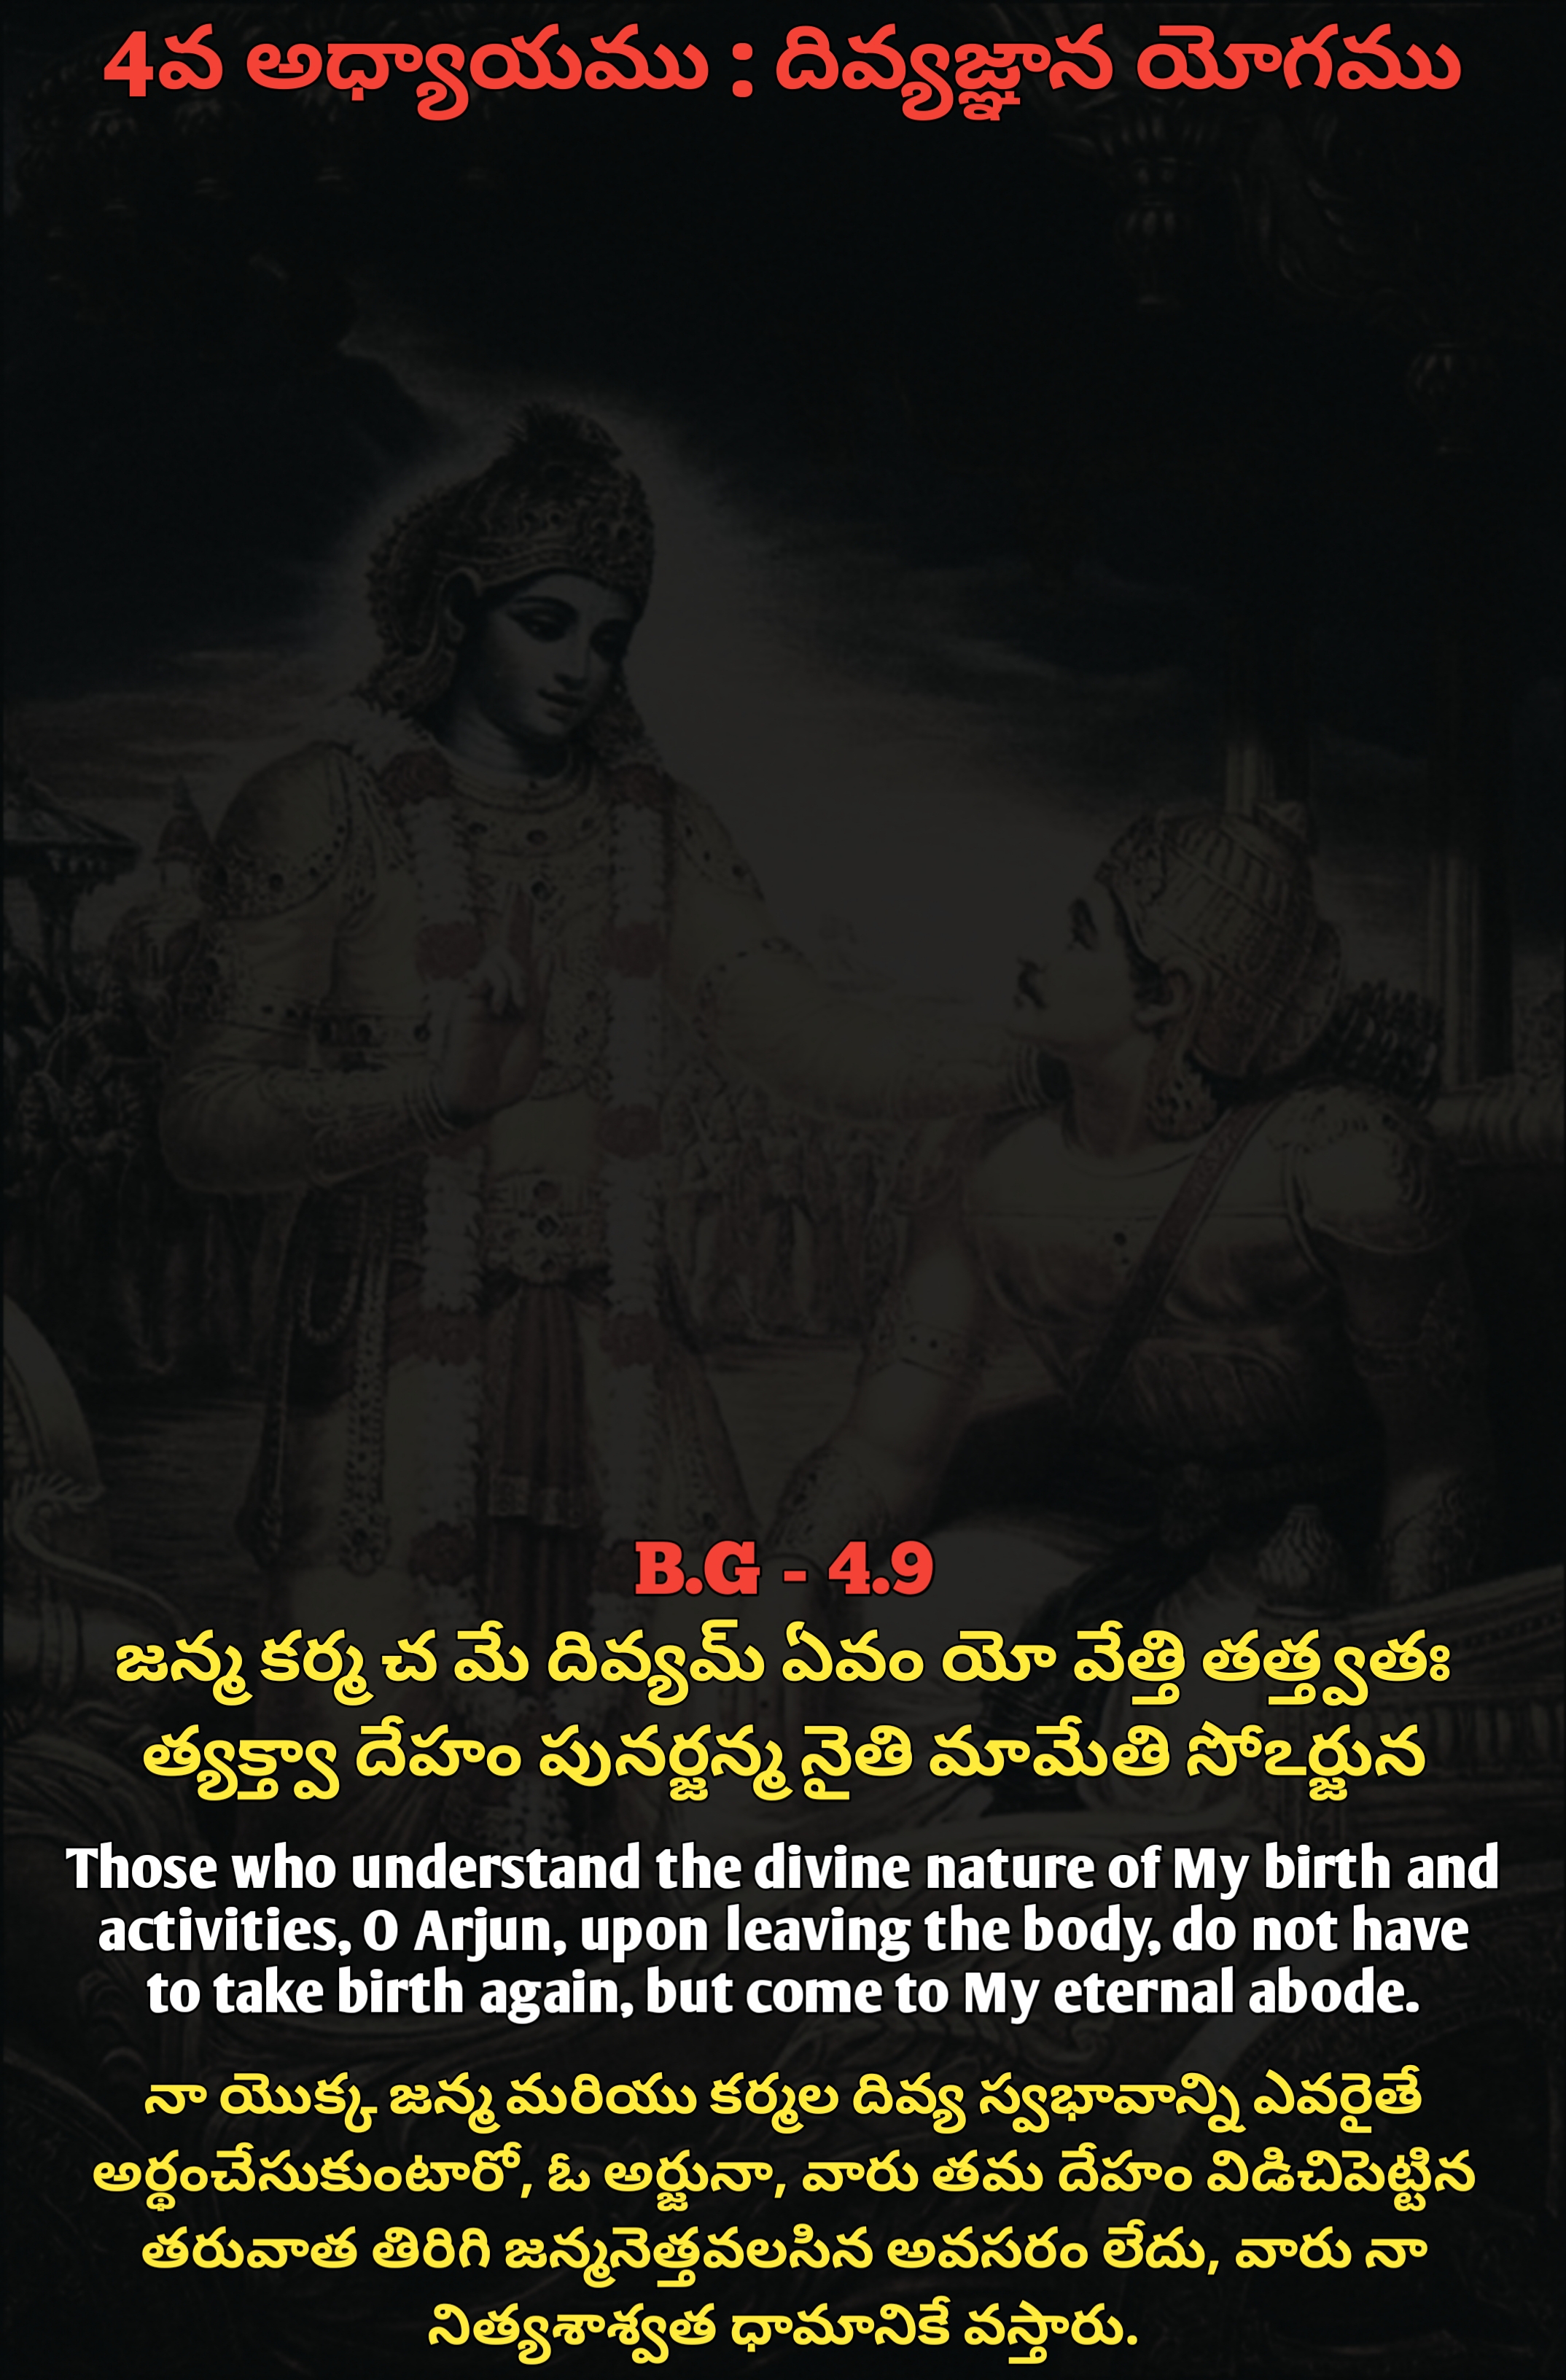 4వ అధ్యాయము : దివ్యజ్ఞాన యోగము
B.G - 4.9
జన్మ కర్మ చ మే దివ్యమ్ ఏవం యో వేత్తి తత్త్వతః
త్యక్త్వా దేహం పునర్జన్మ నైతి మామేతి సోఽర్జున
Those who understand the divine nature of My birth and
activities, O Arjun, upon leaving the body, do not have
to take birth again, but come to My eternal abode.
నా యొక్క జన్మ మరియు కర్మల దివ్య స్వభావాన్ని ఎవరైతే
అర్థంచేసుకుంటారో, ఓ అర్జునా, వారు తమ దేహం విడిచిపెట్టిన
తరువాత తిరిగి జన్మనెత్తవలసిన అవసరం లేదు, వారు నా
నిత్యశాశ్వత ధామానికే వస్తారు.